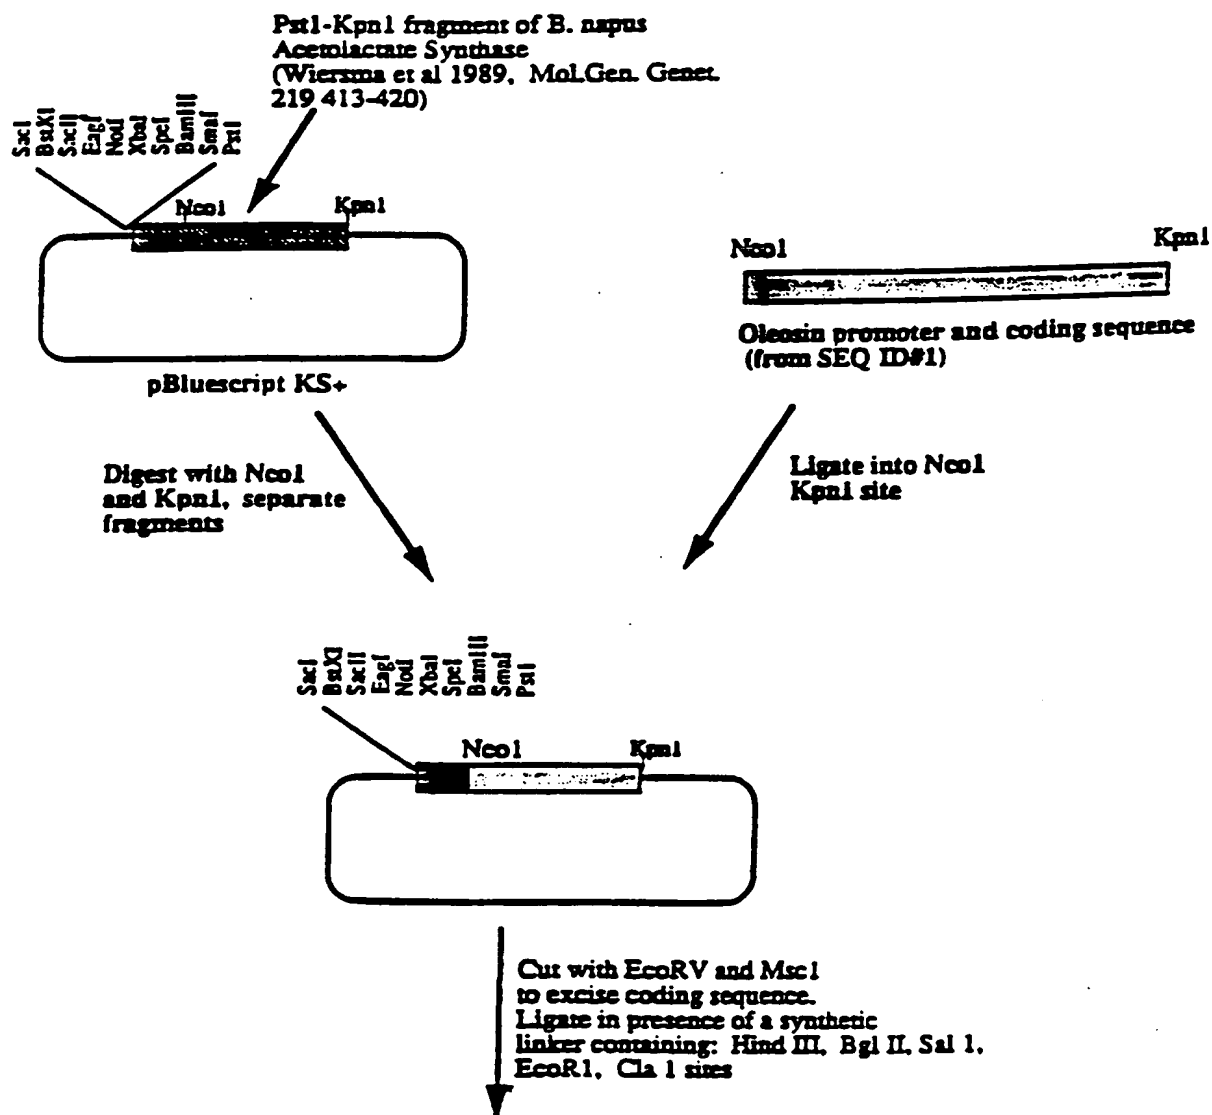 Pst1-Kpn1 fragment of B. napus
Acetolactate Synthase
(Wiersma et al 1989, Mol.Gen. Genet.
219 413-420)
SacI
BstXI
SacII
EagI
NotI
XbaI
SpeI
BamIII
SmaI
PstI
Nco1
Kpn1
pBluescript KS+
Nco1
Kpn1
Oleosin promoter and coding sequence
(from SEQ ID#1)
Digest with Nco1
and Kpn1, separate
fragments
Ligate into Nco1
Kpn1 site
SacI
BstXI
SacII
EagI
NotI
XbaI
SpeI
BamIII
SmaI
PstI
Nco1
Kpn1
Cut with EcoRV and Msc1
to excise coding sequence.
Ligate in presence of a synthetic
linker containing: Hind III, Bgl II, Sal 1,
EcoR1, Cla 1 sites